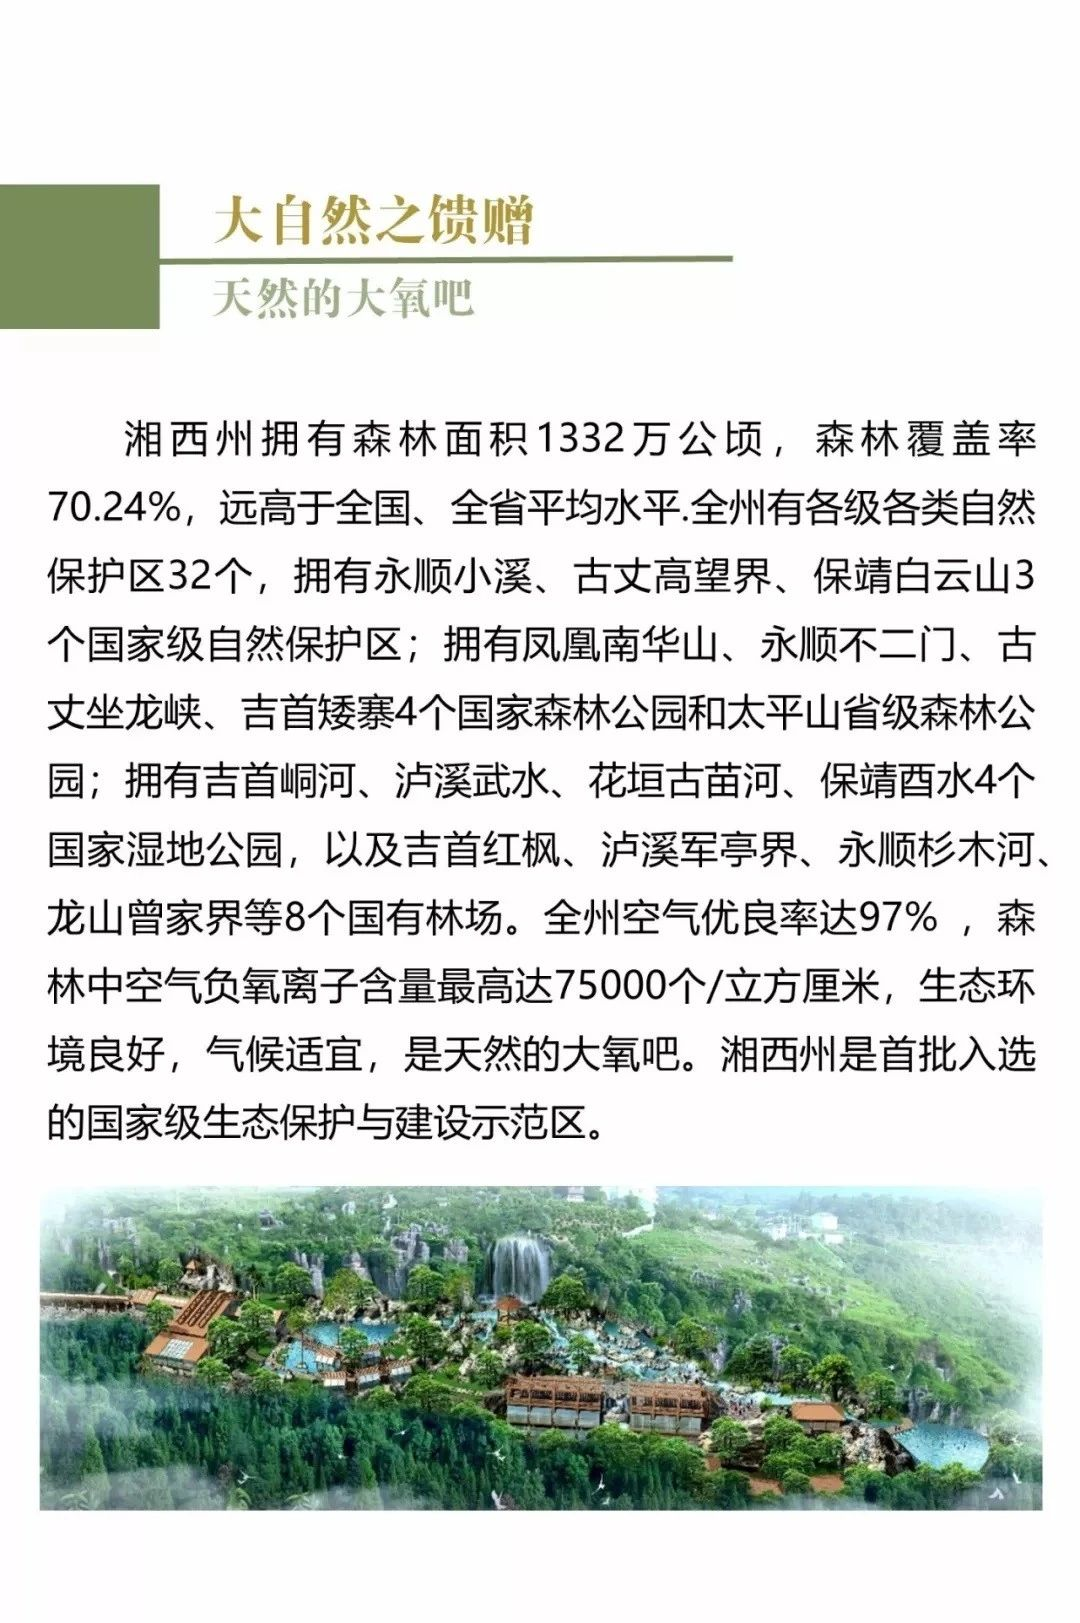 大自然之馈赠
天然的大氧吧
湘西州拥有森林面积1332万公顷，森林覆盖率
70.24%，远高于全国、全省平均水平.全州有各级各类自然
保护区32个，拥有永顺小溪、古丈高望界、保靖白云山3
个国家级自然保护区；拥有凤凰南华山、永顺不二门、古
丈坐龙峡、吉首矮寨4个国家森林公园和太平山省级森林公
园；拥有吉首峒河、泸溪武水、花垣古苗河、保靖酉水4个
国家湿地公园，以及吉首红枫、泸溪军亭界、永顺杉木河、
龙山曾家界等8个国有林场。全州空气优良率达97% ，森
林中空气负氧离子含量最高达75000个/立方厘米，生态环
境良好，气候适宜，是天然的大氧吧。湘西州是首批入选
的国家级生态保护与建设示范区。